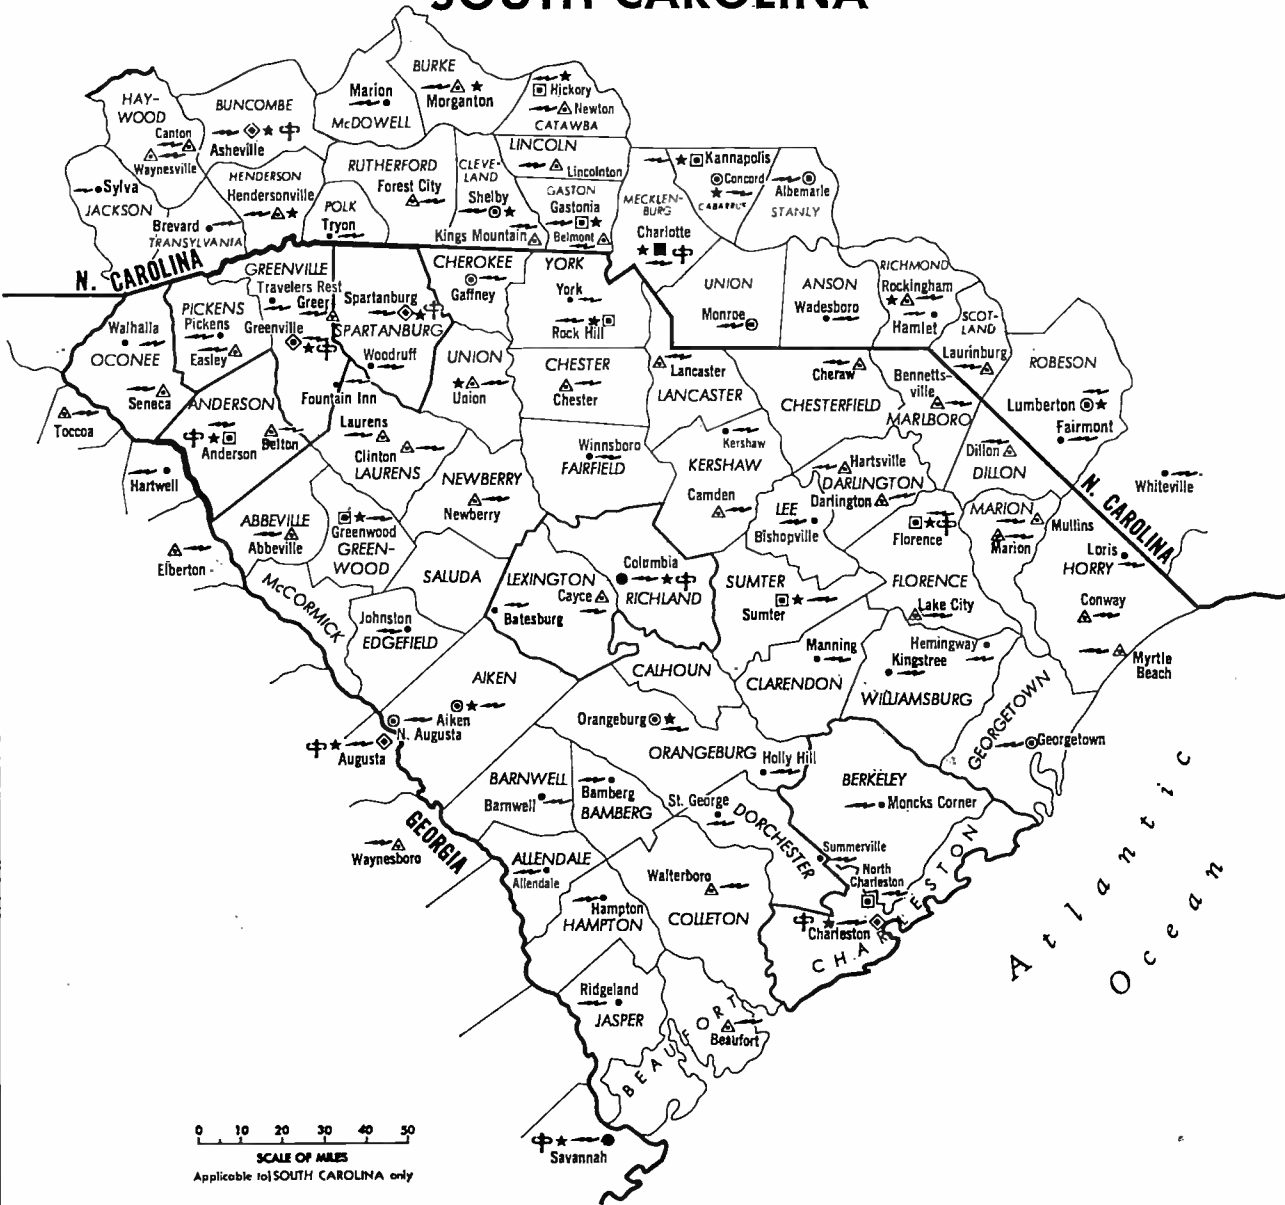 SOUTH CAROLINA
BURKE
Morganton
Marion
McDOWELL
Hickory
Newton
CATAWBA
HAY-
WOOD
Canton
Waynesville
BUNCOMBE
Asheville
Sylva
JACKSON
HENDERSON
Hendersonville
Brevard
TRANSYLVANIA
RUTHERFORD
Forest City
POLK
Tryon
CLEVE-
LAND
Shelby
Kings Mountain
LINCOLN
Lincolnton
GASTON
Gastonia
Belmont
MECKLEN-
BURG
Charlotte
Kannapolis
Concord
CABARRUS
Albemarle
STANLY
UNION
Monroe
ANSON
Wadesboro
RICHMOND
Rockingham
Hamlet
SCOT-
LAND
Laurinburg
ROBESON
Lumberton
Fairmont
Whiteville
N. CAROLINA
N. CAROLINA
Walhalla
OCONEE
Seneca
PICKENS
Pickens
Easley
GREENVILLE
Travelers Rest
Greer
Greenville
Spartanburg
SPARTANBURG
Woodruff
Fountain Inn
CHEROKEE
Gaffney
YORK
York
Rock Hill
UNION
Union
CHESTER
Chester
Lancaster
LANCASTER
Cheraw
CHESTERFIELD
Bennetts-
ville
MARLBORO
Toccoa
Hartwell
Elberton
ANDERSON
Anderson
Belton
Laurens
Clinton
LAURENS
NEWBERRY
Newberry
Winnsboro
FAIRFIELD
Kershaw
KERSHAW
Camden
Hartsville
DARLINGTON
Darlington
LEE
Bishopville
Dillon
DILLON
MARION
Mullins
Marion
Florence
FLORENCE
Lake City
Loris
HORRY
Conway
Myrtle
Beach
ABBEVILLE
Abbeville
Greenwood
GREEN-
WOOD
McCORMICK
SALUDA
Johnston
EDGEFIELD
LEXINGTON
Cayce
Batesburg
Columbia
RICHLAND
SUMTER
Sumter
Manning
CLARENDON
Hemingway
Kingstree
WILLIAMSBURG
GEORGETOWN
Georgetown
AIKEN
Aiken
N. Augusta
Augusta
CALHOUN
Orangeburg
ORANGEBURG
Holly Hill
BERKELEY
Moncks Corner
BARNWELL
Barnwell
Bamberg
BAMBERG
St. George
DORCHESTER
Summerville
North
Charleston
Charleston
CHARLESTON
GEORGIA
Waynesboro
ALLENDALE
Allendale
Hampton
HAMPTON
Walterboro
COLLETON
Ridgeland
JASPER
BEAUFORT
Beaufort
Savannah
Atlantic
Ocean
0 10 20 30 40 50
SCALE OF MILES
Applicable to SOUTH CAROLINA only